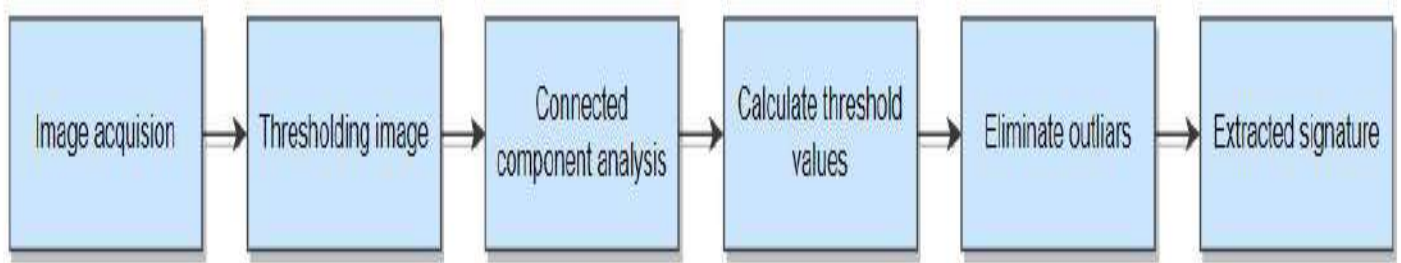 Image acquision
Thresholding image
Connected
component analysis
Calculate threshold
values
Eliminate outliars
Extracted signature